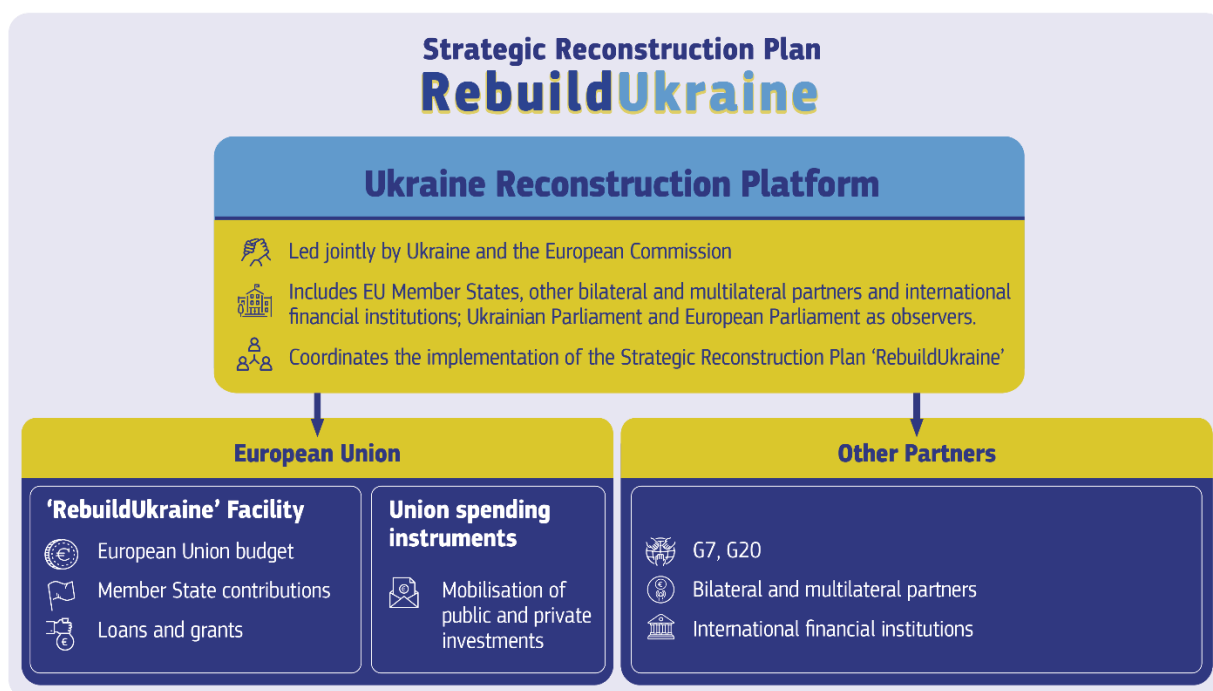 Strategic Reconstruction Plan
RebuildUkraine
Ukraine Reconstruction Platform
Led jointly by Ukraine and the European Commission
Includes EU Member States, other bilateral and multilateral partners and international
financial institutions; Ukrainian Parliament and European Parliament as observers.
Coordinates the implementation of the Strategic Reconstruction Plan ‘RebuildUkraine’
European Union
‘RebuildUkraine’ Facility
European Union budget
Member State contributions
Loans and grants
Union spending
instruments
Mobilisation of
public and private
investments
Other Partners
G7, G20
Bilateral and multilateral partners
International financial institutions